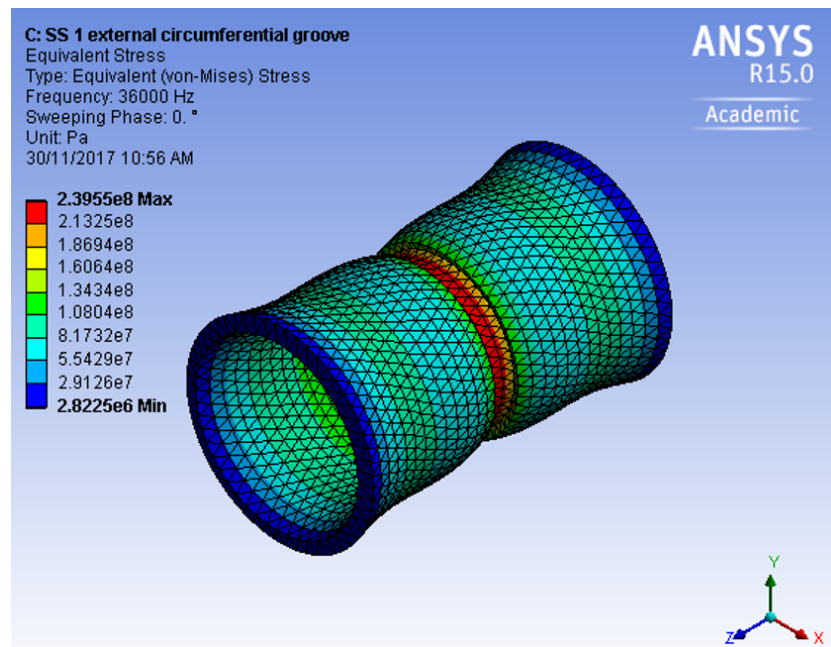 C: SS 1 external circumferential groove
Equivalent Stress
Type: Equivalent (von-Mises) Stress
Frequency: 36000 Hz
Sweeping Phase: 0. °
Unit: Pa
30/11/2017 10:56 AM
2.3955e8 Max
2.1325e8
1.8694e8
1.6064e8
1.3434e8
1.0804e8
8.1732e7
5.5429e7
2.9126e7
2.8225e6 Min
ANSYS
R15.0
Academic
Y
Z
X